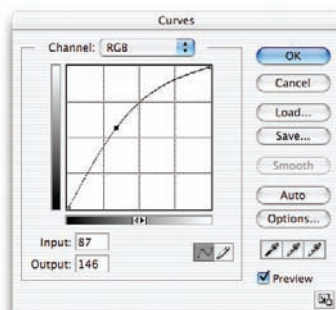 Curves
Channel: RGB
OK
Cancel
Load...
Save...
Smooth
Auto
Options...
Input: 87
Output: 146
Preview